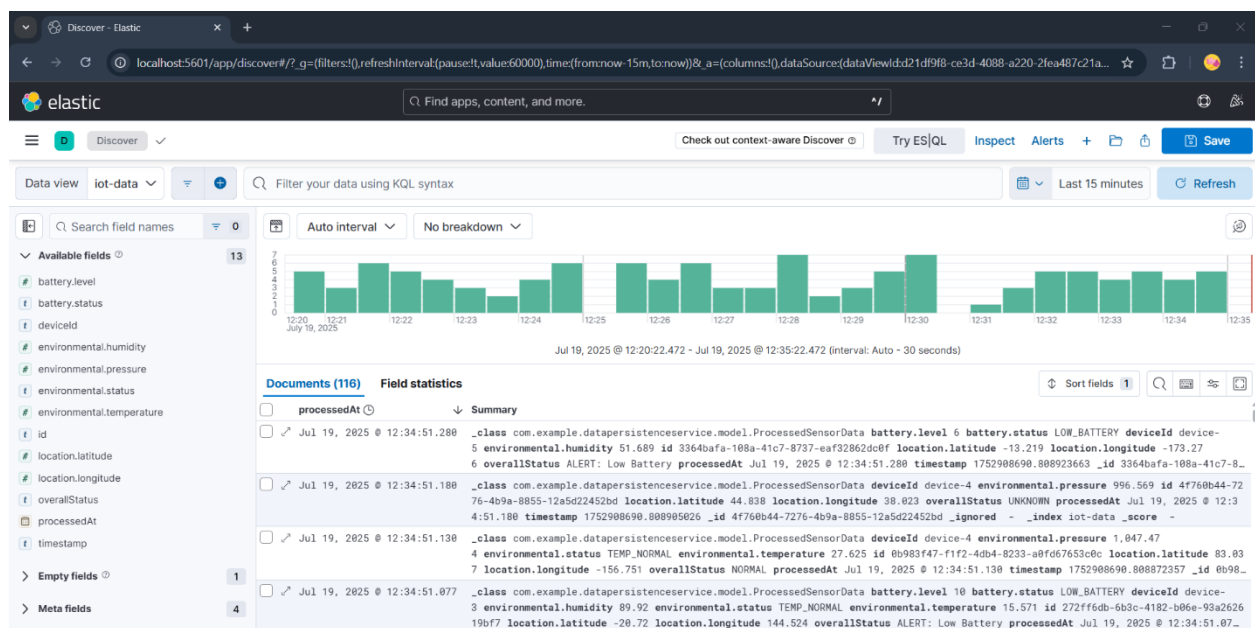 Discover - Elastic
localhost:5601/app/discover#/?_g=(filters:!(),refreshInterval:(pause:!t,value:60000),time:(from:now-15m,to:now))&_a=(columns:!(),dataSource:(dataViewId:d21df9f8-ce3d-4088-a220-2fea487c21a...
elastic
Find apps, content, and more.
^/
D
Discover
Check out context-aware Discover
Try ES|QL
Inspect
Alerts
Save
Data view
iot-data
Filter your data using KQL syntax
Last 15 minutes
Refresh
Search field names
0
Auto interval
No breakdown
Available fields
13
battery.level
battery.status
deviceId
environmental.humidity
environmental.pressure
environmental.status
environmental.temperature
id
location.latitude
location.longitude
overallStatus
processedAt
timestamp
Empty fields
1
Meta fields
4
7
6
5
4
3
2
1
0
12:20 12:21 12:22 12:23 12:24 12:25 12:26 12:27 12:28 12:29 12:30 12:31 12:32 12:33 12:34 12:35
July 19, 2025
Jul 19, 2025 @ 12:20:22.472 - Jul 19, 2025 @ 12:35:22.472 (interval: Auto - 30 seconds)
Documents (116)
Field statistics
Sort fields 1
processedAt
Summary
Jul 19, 2025 @ 12:34:51.280 _class com.example.datapersistenceservice.model.ProcessedSensorData battery.level 6 battery.status LOW_BATTERY deviceId device-
5 environmental.humidity 51.689 id 3364bafa-108a-41c7-8737-eaf32862dc0f location.latitude -13.219 location.longitude -173.27
6 overallStatus ALERT: Low Battery processedAt Jul 19, 2025 @ 12:34:51.280 timestamp 1752908690.808923663 _id 3364bafa-108a-41c7-8...
Jul 19, 2025 @ 12:34:51.180 _class com.example.datapersistenceservice.model.ProcessedSensorData deviceId device-4 environmental.pressure 996.569 id 4f760b44-72
76-4b9a-8855-12a5d22452bd location.latitude 44.838 location.longitude 38.023 overallStatus UNKNOWN processedAt Jul 19, 2025 @ 12:3
4:51.180 timestamp 1752908690.808905026 _id 4f760b44-7276-4b9a-8855-12a5d22452bd _ignored - _index iot-data _score -
Jul 19, 2025 @ 12:34:51.130 _class com.example.datapersistenceservice.model.ProcessedSensorData deviceId device-4 environmental.pressure 1,047.47
4 environmental.status TEMP_NORMAL environmental.temperature 27.625 id 0b983f47-f1f2-4db4-8233-a0fd67653c0c location.latitude 83.03
7 location.longitude -156.751 overallStatus NORMAL processedAt Jul 19, 2025 @ 12:34:51.130 timestamp 1752908690.808872357 _id 0b98...
Jul 19, 2025 @ 12:34:51.077 _class com.example.datapersistenceservice.model.ProcessedSensorData battery.level 10 battery.status LOW_BATTERY deviceId device-
3 environmental.humidity 89.92 environmental.status TEMP_NORMAL environmental.temperature 15.571 id 272ff6db-6b3c-4182-b06e-93a2626
19bf7 location.latitude -20.72 location.longitude 144.524 overallStatus ALERT: Low Battery processedAt Jul 19, 2025 @ 12:34:51.07...